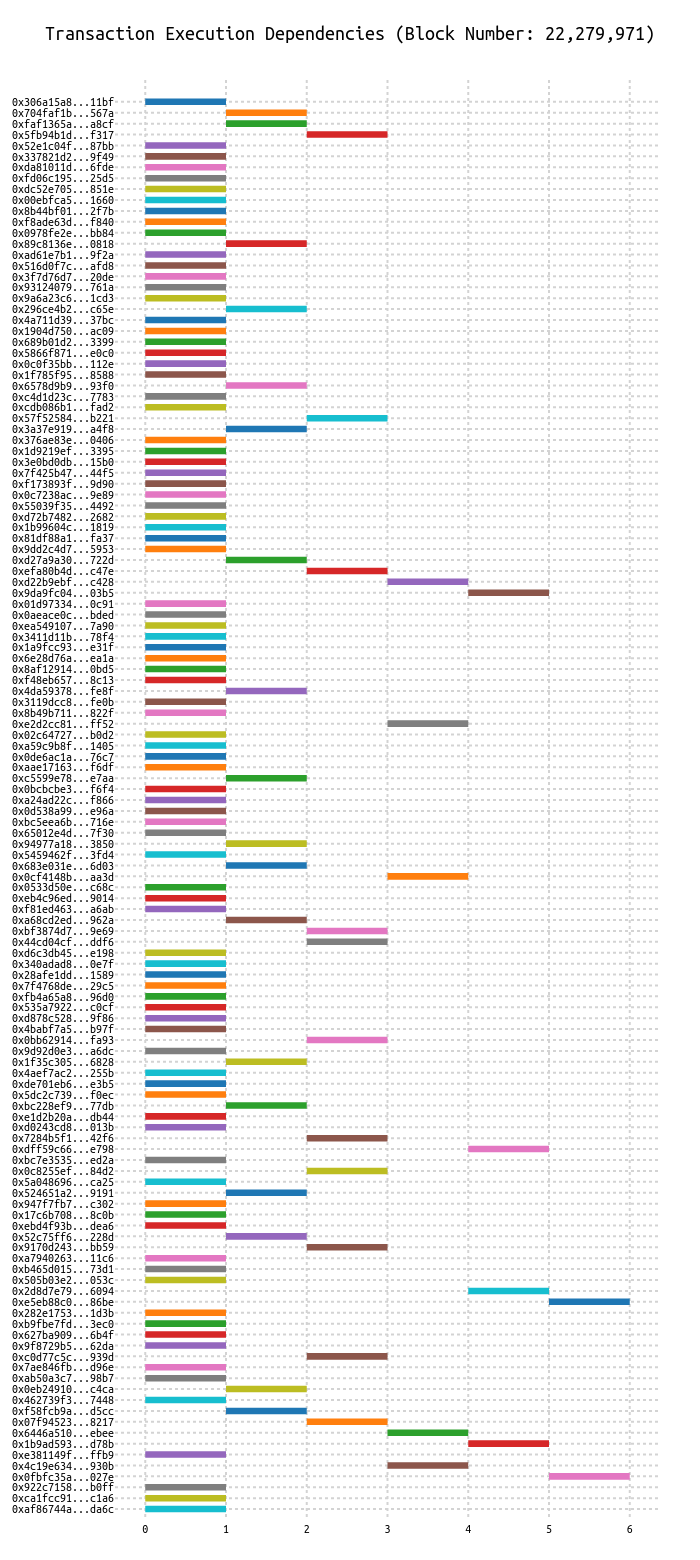 Transaction Execution Dependencies (Block Number: 22,279,971)
0x306a15a8...11bf
0x704faf1b...567a
0xfaf1365a...a8cf
0x5fb94b1d...f317
0x52e1c04f...87bb
0x337821d2...9f49
0xda81011d...6fde
0xfd06c195...25d5
0xdc52e705...851e
0x00ebfca5...1660
0x8b44bf01...2f7b
0xf8ade63d...f840
0x0978fe2e...bb84
0x89c8136e...0818
0xad61e7b1...9f2a
0x516d0f7c...afd8
0x3f7d76d7...20de
0x93124079...761a
0x9a6a23c6...1cd3
0x296ce4b2...c65e
0x4a711d39...37bc
0x1904d750...ac09
0x689b01d2...3399
0x5866f871...e0c0
0x0c0f35bb...112e
0x1f785f95...8588
0x6578d9b9...93f0
0xc4d1d23c...7783
0xcdb086b1...fad2
0x57f52584...b221
0x3a37e919...a4f8
0x376ae83e...0406
0x1d9219ef...3395
0x3e0bd0db...15b0
0x7f425b47...44f5
0xf173893f...9d90
0x0c7238ac...9e89
0x55039f35...4492
0xd72b7482...2682
0x1b99604c...1819
0x81df88a1...fa37
0x9dd2c4d7...5953
0xd27a9a30...722d
0xefa80b4d...c47e
0xd22b9ebf...c428
0x9da9fc04...03b5
0x01d97334...0c91
0x0aeace0c...bded
0xea549107...7a90
0x3411d11b...78f4
0x1a9fcc93...e31f
0x6e28d76a...ea1a
0x8af12914...0bd5
0xf48eb657...8c13
0x4da59378...fe8f
0x3119dcc8...fe0b
0x8b49b711...822f
0xe2d2cc81...ff52
0x02c64727...b0d2
0xa59c9b8f...1405
0x0de6ac1a...76c7
0xaae17163...f6df
0xc5599e78...e7aa
0x0bcbcbe3...f6f4
0xa24ad22c...f866
0x0d538a99...e96a
0xbc5eea6b...716e
0x65012e4d...7f30
0x94977a18...3850
0x5459462f...3fd4
0x683e031e...6d03
0x0cf4148b...aa3d
0x0533d50e...c68c
0xeb4c96ed...9014
0xf81ed463...a6ab
0xa68cd2ed...962a
0xbf3874d7...9e69
0x44cd04cf...ddf6
0xd6c3db45...e198
0x340adad8...0e7f
0x28afe1dd...1589
0x7f4768de...29c5
0xfb4a65a8...96d0
0x535a7922...c0cf
0xd878c528...9f86
0x4babf7a5...b97f
0x0bb62914...fa93
0x9d92d0e3...a6dc
0x1f35c305...6828
0x4aef7ac2...255b
0xde701eb6...e3b5
0x5dc2c739...f0ec
0xbc228ef9...77db
0xe1d2b20a...db44
0xd0243cd8...013b
0x7284b5f1...42f6
0xdff59c66...e798
0xbc7e3535...ed2a
0x0c8255ef...84d2
0x5a048696...ca25
0x524651a2...9191
0x947f7fb7...c302
0x17c6b708...8c0b
0xebd4f93b...dea6
0x52c75ff6...228d
0x9170d243...bb59
0xa7940263...11c6
0xb465d015...73d1
0x505b03e2...053c
0x2d8d7e79...6094
0xe5eb88c0...86be
0x282e1753...1d3b
0xb9fbe7fd...3ec0
0x627ba909...6b4f
0x9f8729b5...62da
0xc0d77c5c...939d
0x7ae846fb...d96e
0xab50a3c7...98b7
0x0eb24910...c4ca
0x462739f3...7448
0xf58fcb9a...d5cc
0x07f94523...8217
0x6446a510...ebee
0x1b9ad593...d78b
0xe381149f...ffb9
0x4c19e634...930b
0x0fbfc35a...027e
0x922c7158...b0ff
0xca1fcc91...c1a6
0xaf86744a...da6c
0 1 2 3 4 5 6